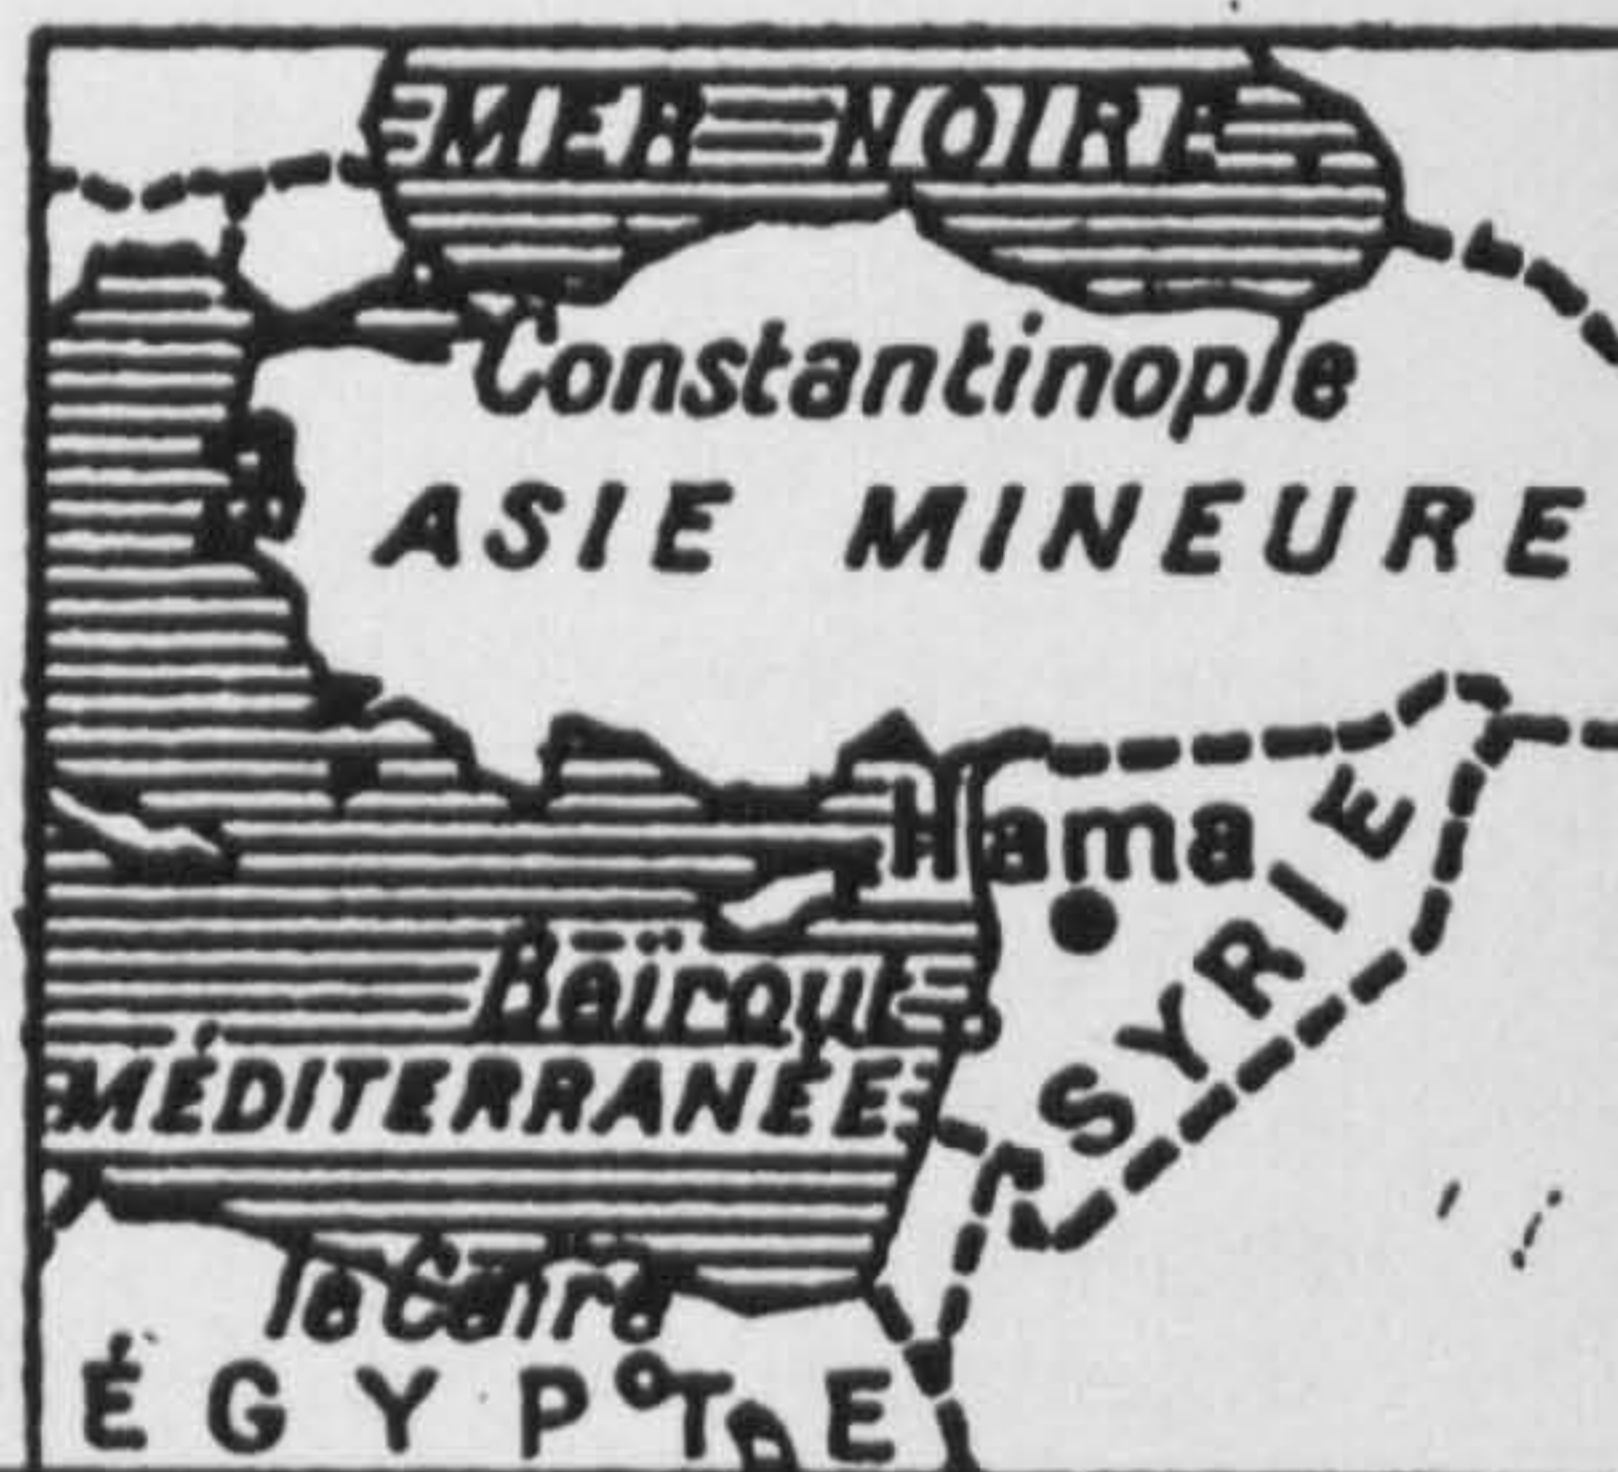 MER NOIRE
Constantinople
ASIE MINEURE
Hama
SYRIE
Beïrout
MÉDITERRANÉE
le Caire
ÉGYPTE